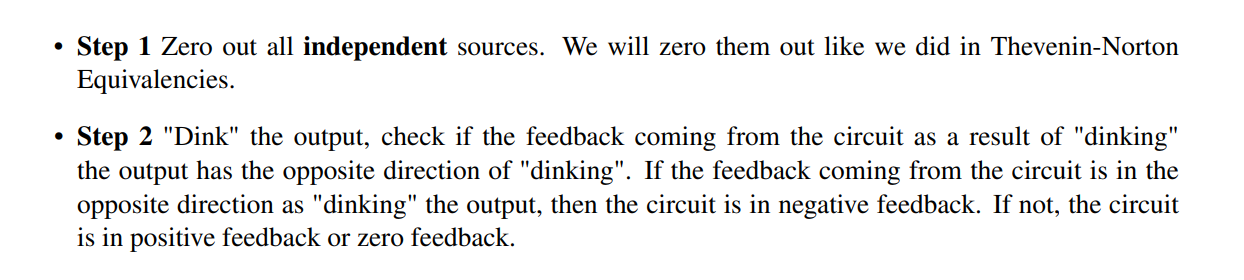 • Step 1 Zero out all independent sources. We will zero them out like we did in Thevenin-Norton
Equivalencies.
• Step 2 "Dink" the output, check if the feedback coming from the circuit as a result of "dinking"
the output has the opposite direction of "dinking". If the feedback coming from the circuit is in the
opposite direction as "dinking" the output, then the circuit is in negative feedback. If not, the circuit
is in positive feedback or zero feedback.